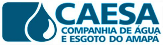 CAESA
COMPANHIA DE ÁGUA
E ESGOTO DO AMAPÁ